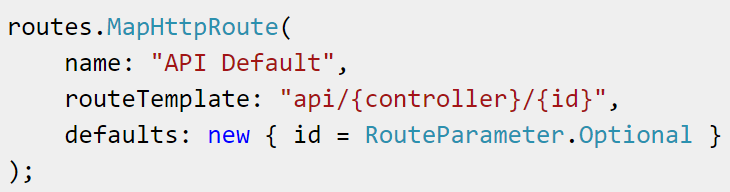 routes.MapHttpRoute(
    name: "API Default",
    routeTemplate: "api/{controller}/{id}",
    defaults: new { id = RouteParameter.Optional }
);